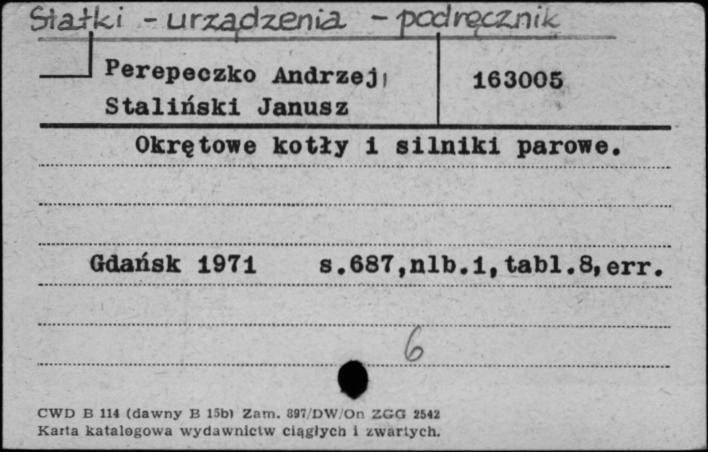 Statki - urządzenia - podręcznik
Perepeczko Andrzej 163005
Staliński Janusz
Okrętowe kotły i silniki parowe.
Gdańsk 1971 s.687,nlb.1,tabl.8,err.
6
CWD B 114 (dawny B 15b) Zam. 897/DW/On ZGG 2542
Karta katalogowa wydawnictw ciągłych i zwartych.